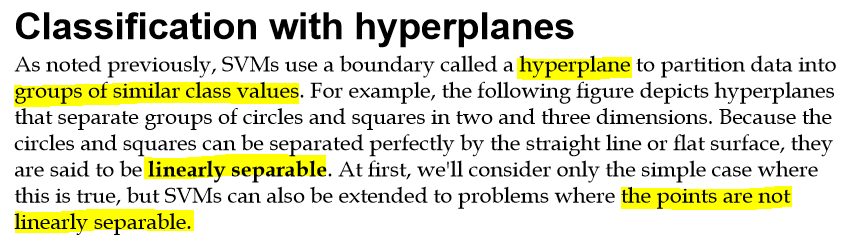 Classification with hyperplanes
As noted previously, SVMs use a boundary called a hyperplane to partition data into
groups of similar class values. For example, the following figure depicts hyperplanes
that separate groups of circles and squares in two and three dimensions. Because the
circles and squares can be separated perfectly by the straight line or flat surface, they
are said to be linearly separable. At first, we'll consider only the simple case where
this is true, but SVMs can also be extended to problems where the points are not
linearly separable.